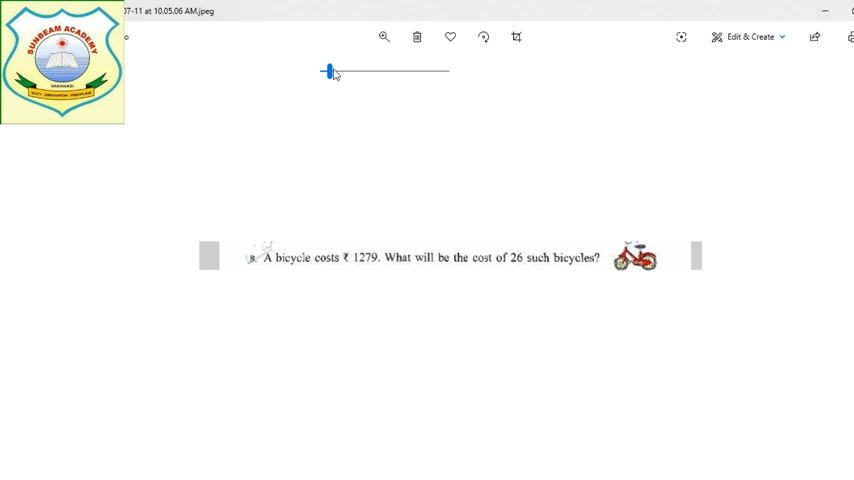 07-11 at 10.05.06 AM.jpeg
SUNBEAM ACADEMY
VARANASI
Edit & Create
8. A bicycle costs ₹ 1279. What will be the cost of 26 such bicycles?